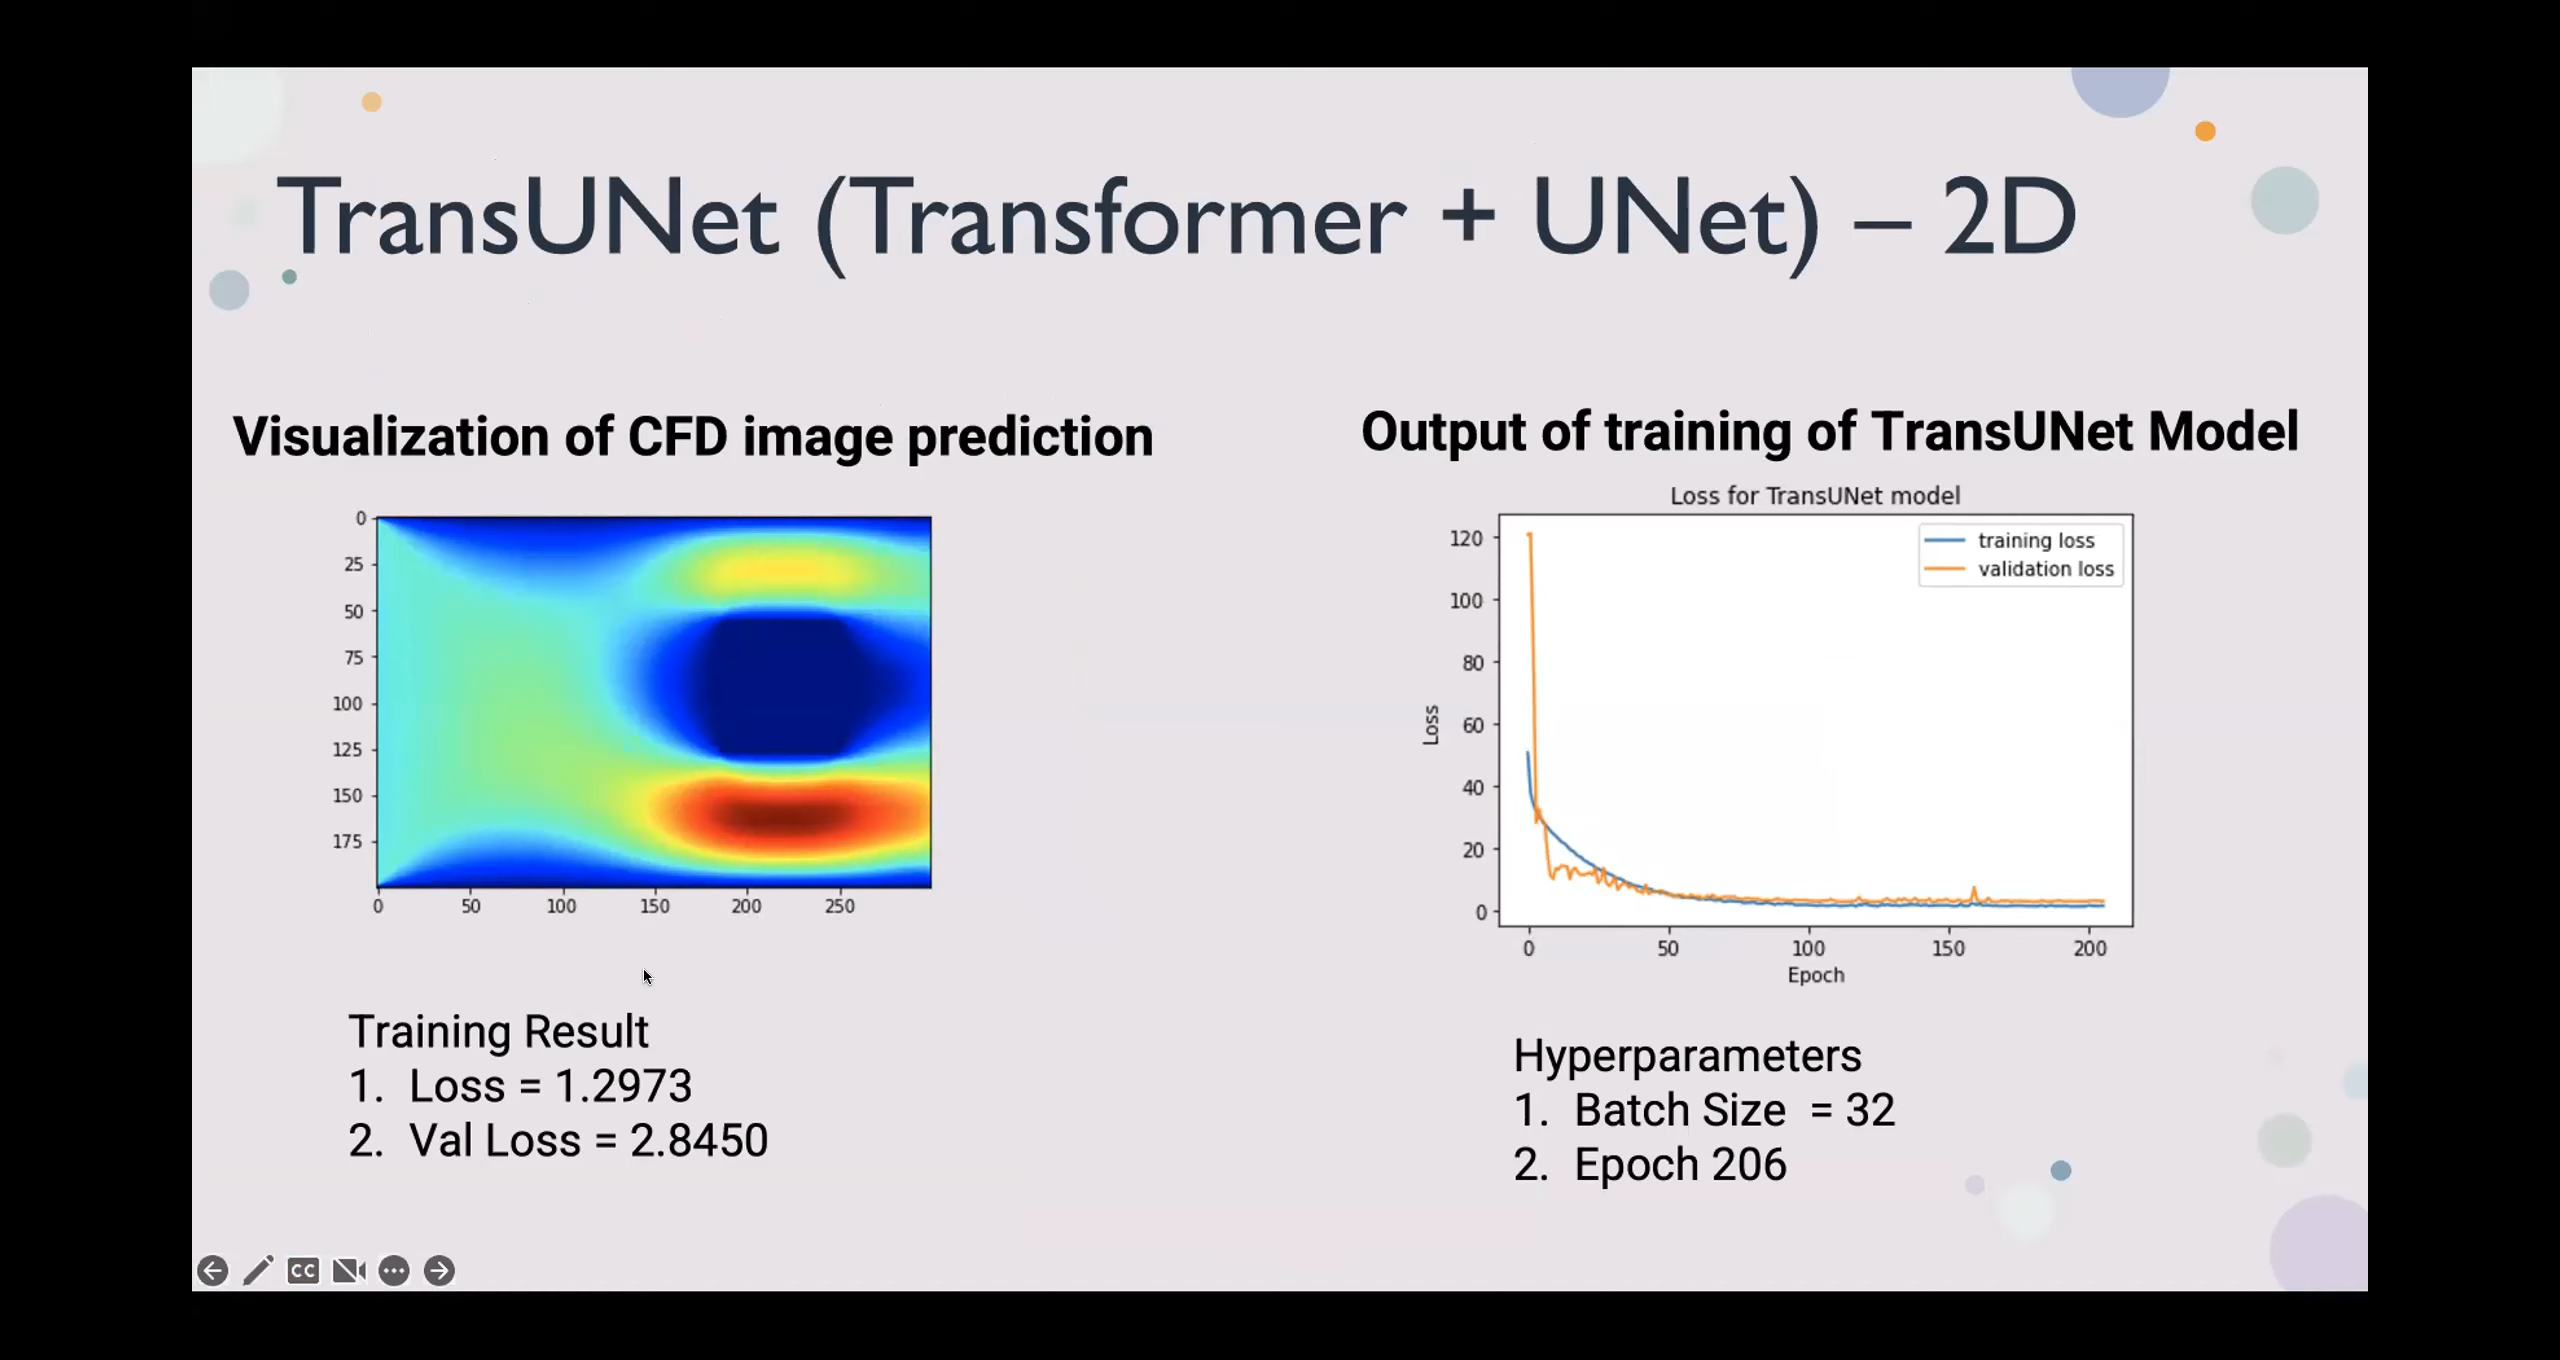 TransUNet (Transformer + UNet) – 2D
Visualization of CFD image prediction
0
25
50
75
100
125
150
175
0 50 100 150 200 250
Training Result
1. Loss = 1.2973
2. Val Loss = 2.8450
Output of training of TransUNet Model
Loss for TransUNet model
training loss
validation loss
120
100
80
60
40
20
0
Loss
0 50 100 150 200
Epoch
Hyperparameters
1. Batch Size = 32
2. Epoch 206
CC